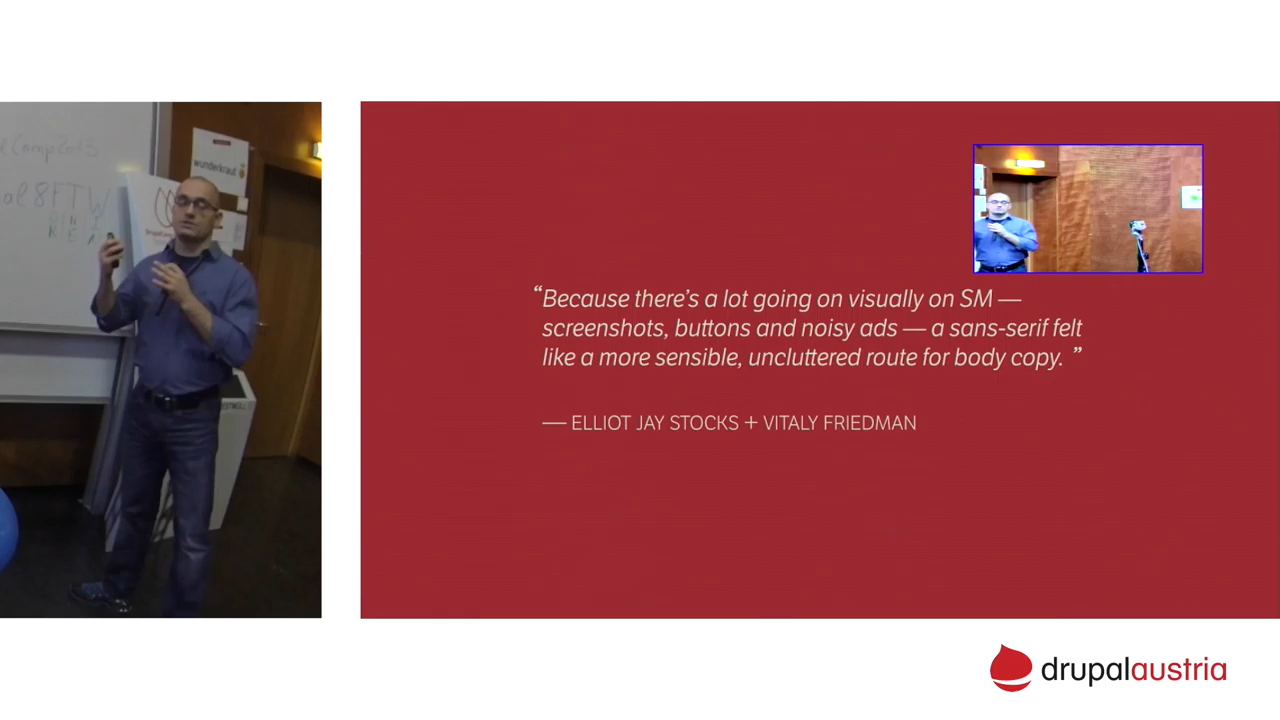 wunderkraut
“Because there’s a lot going on visually on SM —
screenshots, buttons and noisy ads — a sans-serif felt
like a more sensible, uncluttered route for body copy. ”
— ELLIOT JAY STOCKS + VITALY FRIEDMAN
drupalaustria